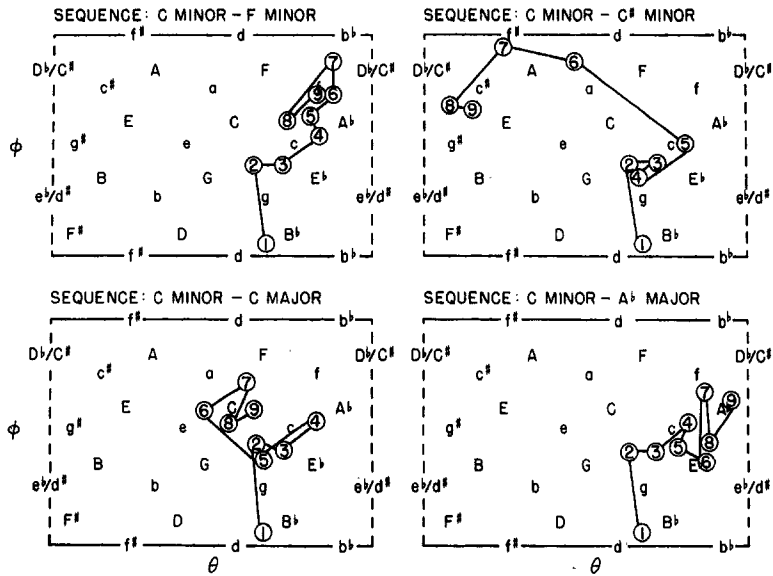 SEQUENCE: C MINOR – F MINOR
f♯ d b♭
D♭/C♯ A F ⑦ D♭/C♯
c♯ a ⑨ ⑥
E C ⑧ ⑤ A♭
ϕ g♯ e c ④
② ③
B G E♭
e♭/d♯ b g e♭/d♯
F♯ D ① B♭
f♯ d b♭
SEQUENCE: C MINOR – C♯ MINOR
f♯ d b♭
⑦
D♭/C♯ A ⑥ F D♭/C♯
c♯ a f
⑧ ⑨ E C A♭
g♯ e c ⑤
② ③
B G ④ E♭
e♭/d♯ b g e♭/d♯
F♯ D ① B♭
f♯ d b♭
SEQUENCE: C MINOR – C MAJOR
f♯ d b♭
D♭/C♯ A F D♭/C♯
c♯ a ⑦ f
E ⑥ C ⑨ A♭
ϕ g♯ e ⑧ c ④
② ③
B G ⑤ E♭
e♭/d♯ b g e♭/d♯
F♯ D ① B♭
f♯ d b♭
θ
SEQUENCE: C MINOR – A♭ MAJOR
f♯ d b♭
D♭/C♯ A F D♭/C♯
c♯ a f
⑦ ⑨
E C A♭
g♯ e c ④
② ③ ⑤ ⑧
B G E♭ ⑥
e♭/d♯ b g e♭/d♯
F♯ D ① B♭
f♯ d b♭
θ